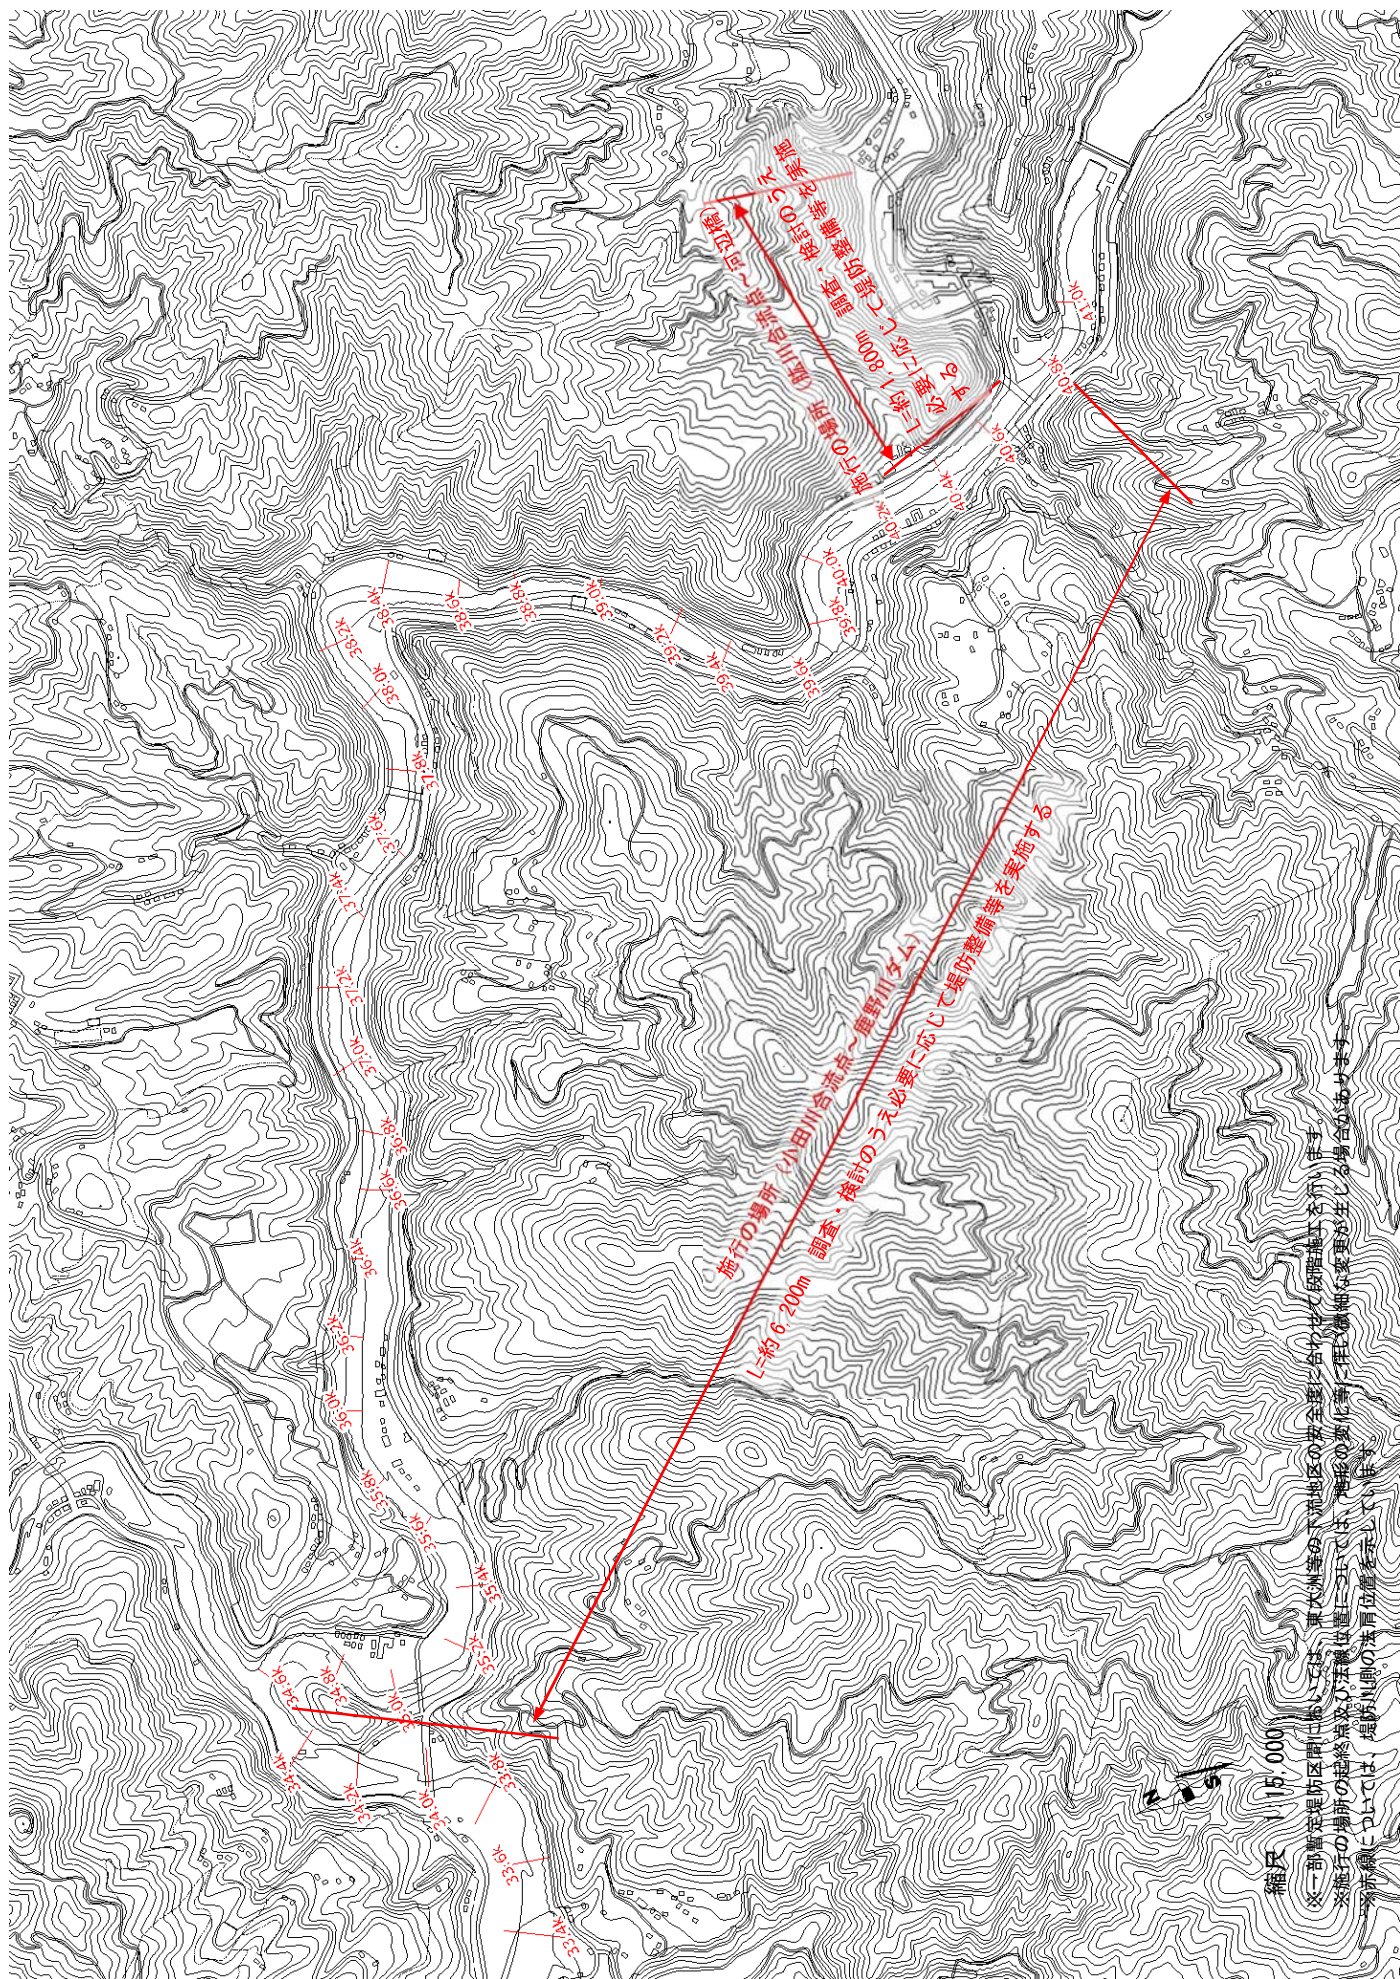 施行の場所（小田川合流点～鹿野川ダム）
L=約6,200m　調査・検討のうえ必要に応じて堤防整備等を実施する
施行の場所（肱川合流点～河辺橋）
L=約1,800m　調査・検討のうえ
必要に応じて堤防整備等を実施
する
33.4k
33.6k
33.8k
34.0k
34.2k
34.4k
34.6k
34.8k
35.0k
35.2k
35.4k
35.6k
35.8k
36.0k
36.2k
36.4k
36.6k
36.8k
37.0k
37.2k
37.4k
37.6k
37.8k
38.0k
38.2k
38.4k
38.6k
38.8k
39.0k
39.2k
39.4k
39.6k
39.8k
40.0k
40.2k
40.4k
40.6k
40.8k
41.0k
N
S
縮尺　1：15,000
※一部暫定堤防区間においては、東大洲等の下流地区の安全度に合わせて段階施工を行います。
※施行の場所の起終点及び法線位置については、地形の変化等に伴い微細な変更が生じる場合があります。
※赤線については、堤防川側の法肩位置を示しています。